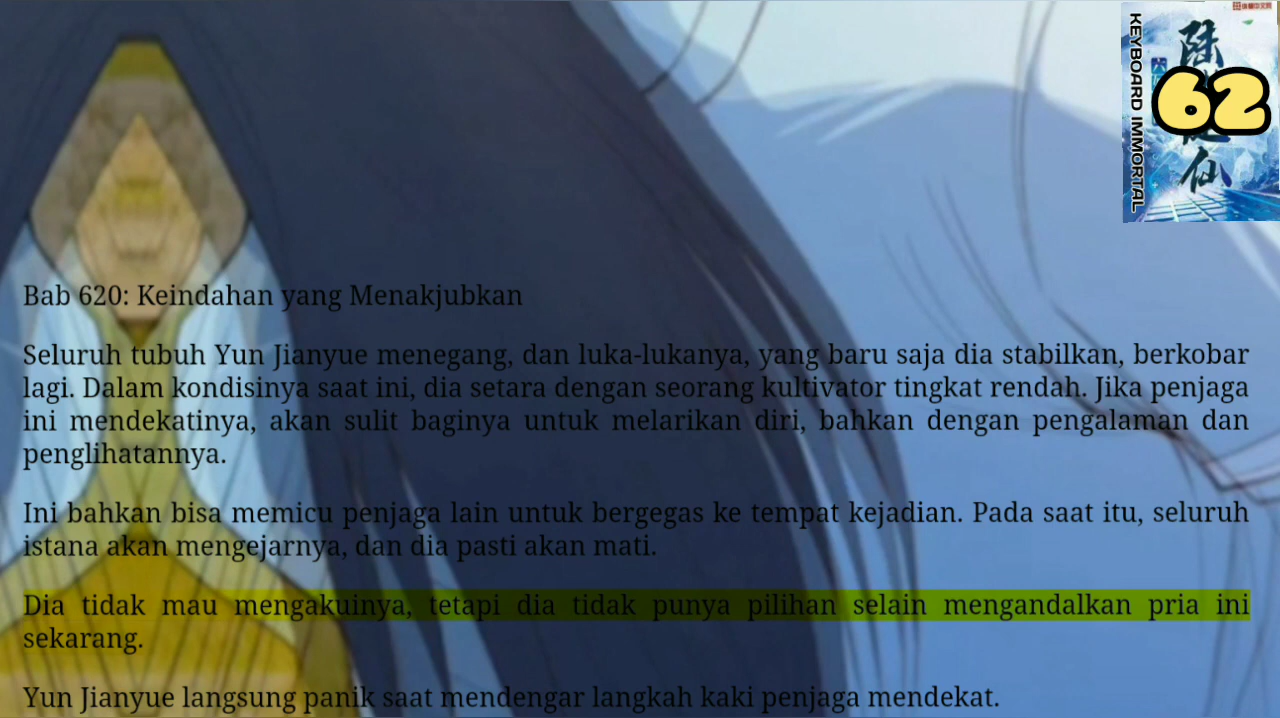 KEYBOARD IMMORTAL
陆
仙
62
Bab 620: Keindahan yang Menakjubkan
Seluruh tubuh Yun Jianyue menegang, dan luka-lukanya, yang baru saja dia stabilkan, berkobar
lagi. Dalam kondisinya saat ini, dia setara dengan seorang kultivator tingkat rendah. Jika penjaga
ini mendekatinya, akan sulit baginya untuk melarikan diri, bahkan dengan pengalaman dan
penglihatannya.
Ini bahkan bisa memicu penjaga lain untuk bergegas ke tempat kejadian. Pada saat itu, seluruh
istana akan mengejarnya, dan dia pasti akan mati.
Dia tidak mau mengakuinya, tetapi dia tidak punya pilihan selain mengandalkan pria ini
sekarang.
Yun Jianyue langsung panik saat mendengar langkah kaki penjaga mendekat.